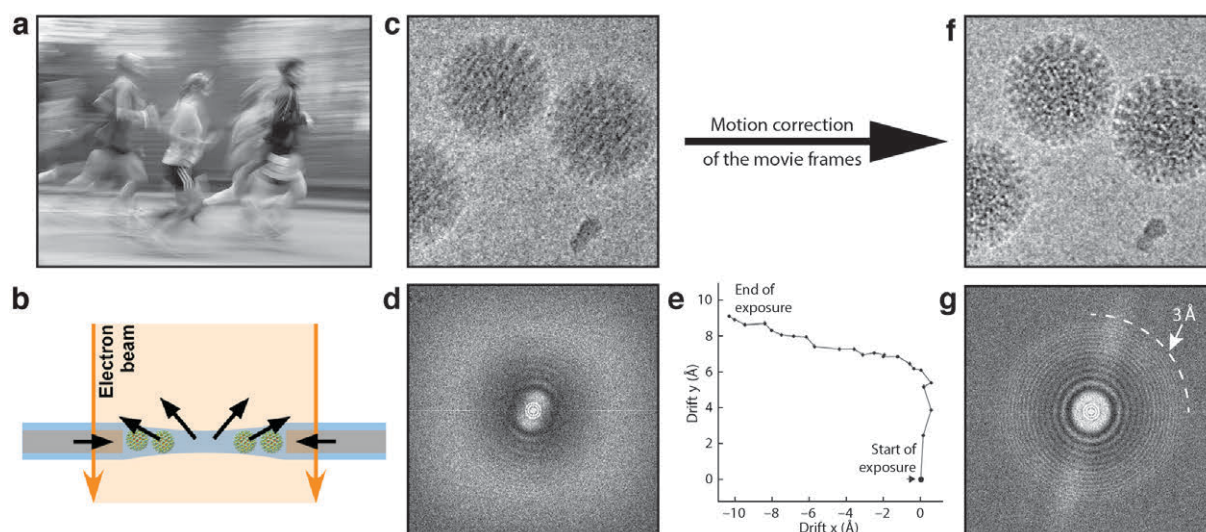 a
c
f
Motion correction
of the movie frames
b
Electron
beam
d
e
10
8
6
4
2
0
Drift y (Å)
End of
exposure
Start of
exposure
−10
−8
−6
−4
−2
0
Drift x (Å)
g
3 Å